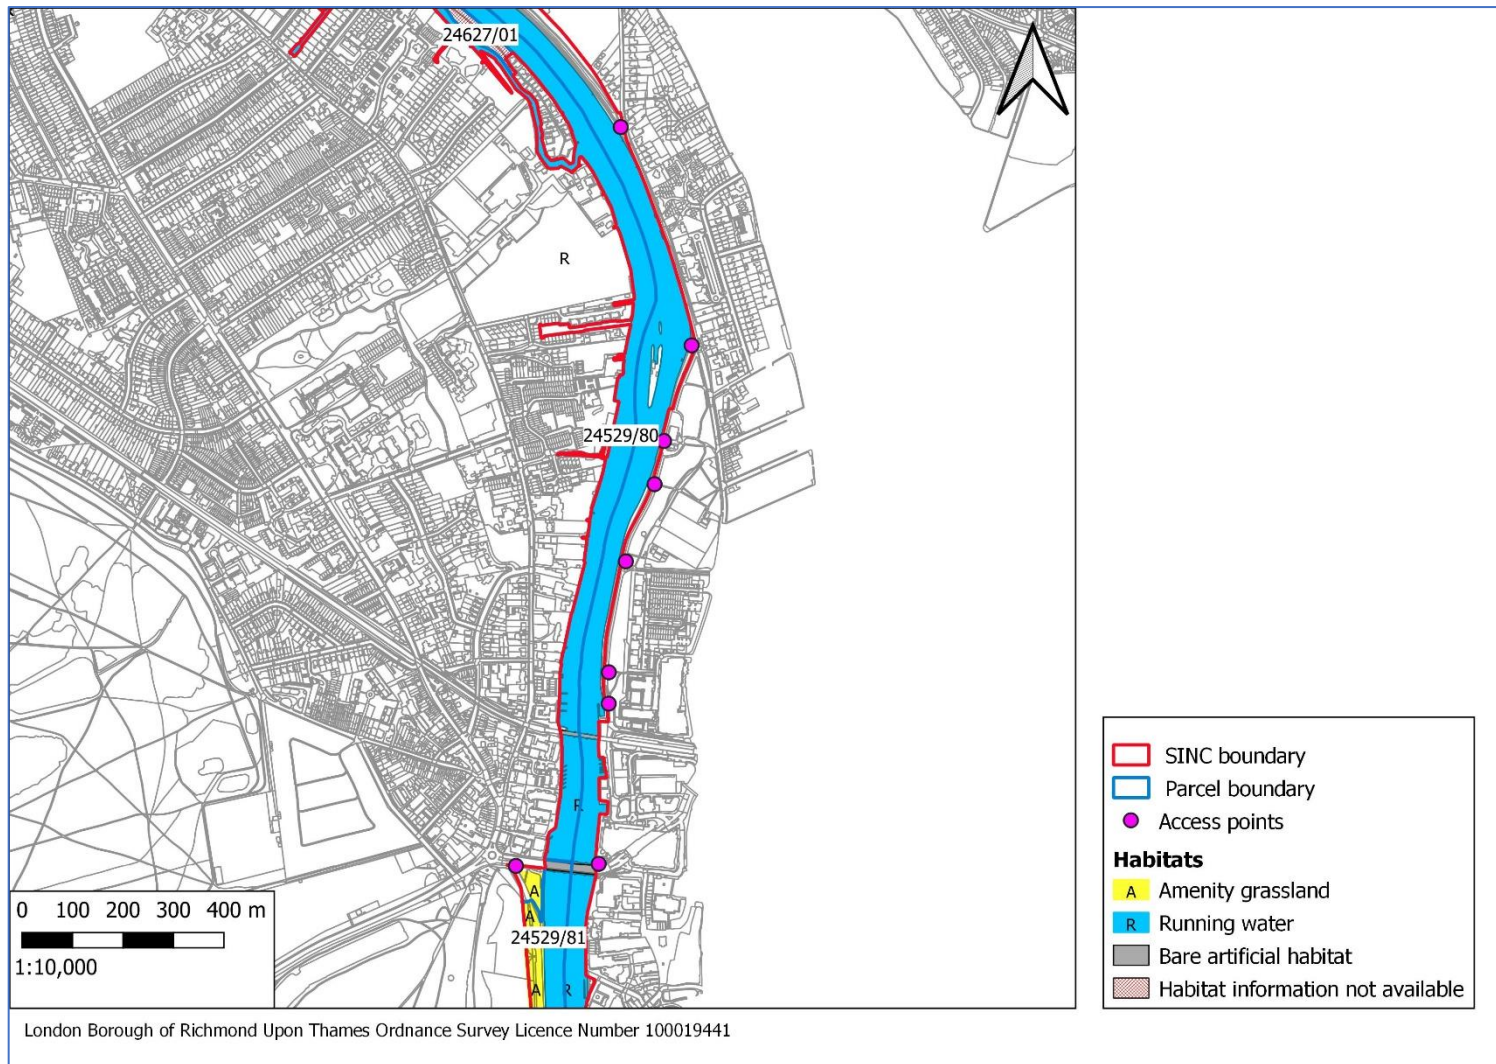 24627/01
R
24529/80
R
A
A
24529/81
A
R
0 100 200 300 400 m
1:10,000
SINC boundary
Parcel boundary
Access points
Habitats
A Amenity grassland
R Running water
Bare artificial habitat
Habitat information not available
London Borough of Richmond Upon Thames Ordnance Survey Licence Number 100019441